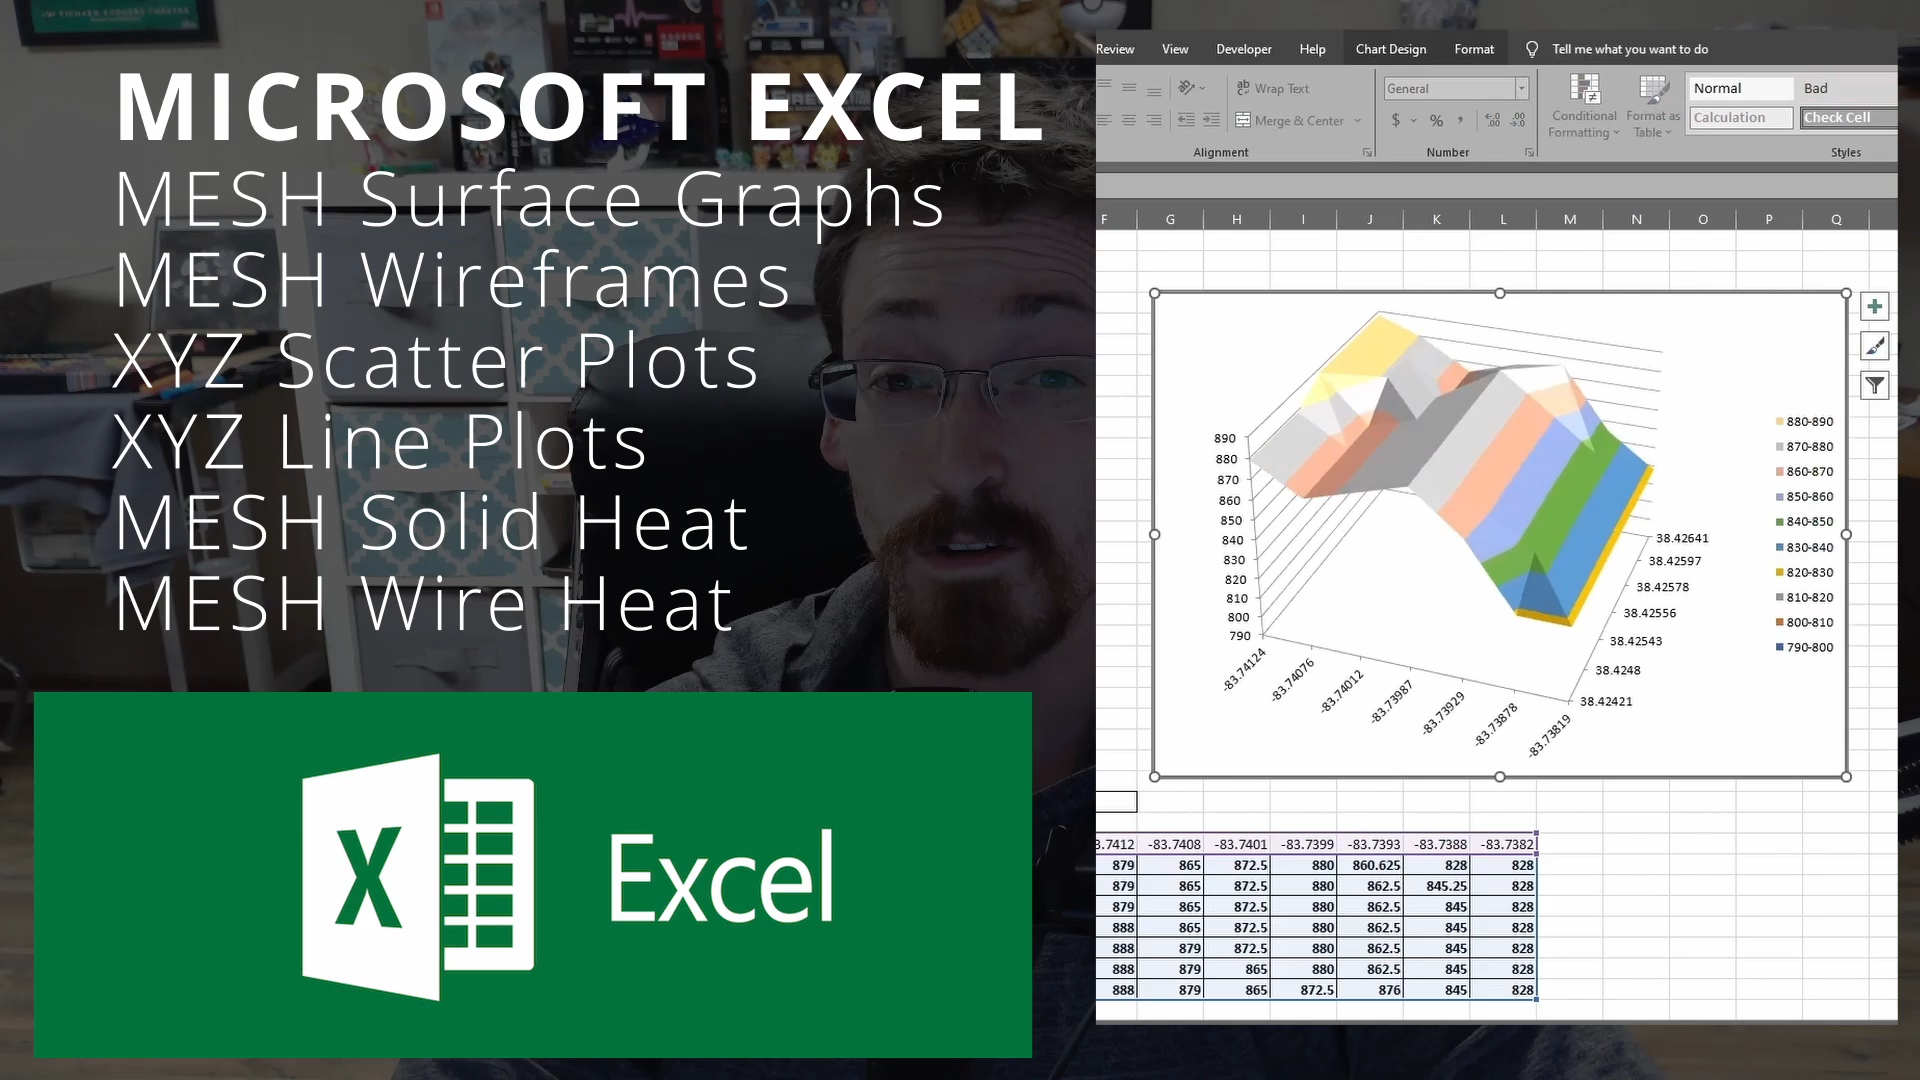 THE RICHARD RODGERS THEATRE
MICROSOFT EXCEL
MESH Surface Graphs
MESH Wireframes
XYZ Scatter Plots
XYZ Line Plots
MESH Solid Heat
MESH Wire Heat
Excel
Review View Developer Help Chart Design Format Tell me what you want to do
Wrap Text General Conditional Formatting Format as Table Normal Bad
Merge & Center $ % Calculation Check Cell
Alignment Number Styles
F G H I J K L M N O P Q
890
880
870
860
850
840
830
820
810
800
790
-83.74124
-83.74076
-83.74012
-83.73987
-83.73929
-83.73878
-83.73819
38.42641
38.42597
38.42578
38.42556
38.42543
38.4248
38.42421
880-890
870-880
860-870
850-860
840-850
830-840
820-830
810-820
800-810
790-800
3.7412 -83.7408 -83.7401 -83.7399 -83.7393 -83.7388 -83.7382
879 865 872.5 880 860.625 828 828
879 865 872.5 880 862.5 845.25 828
879 865 872.5 880 862.5 845 828
888 865 872.5 880 862.5 845 828
888 879 872.5 880 862.5 845 828
888 879 865 880 862.5 845 828
888 879 865 872.5 876 845 828